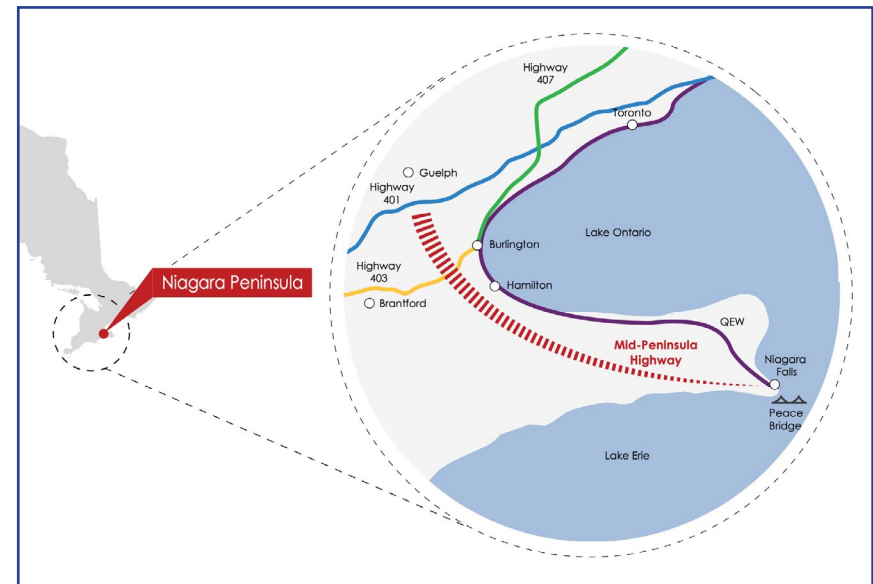 Highway
407
Toronto
Guelph
Highway
401
Burlington
Lake Ontario
Highway
403
Niagara Peninsula
Hamilton
Brantford
QEW
Mid-Peninsula
Highway
Niagara
Falls
Peace
Bridge
Lake Erie